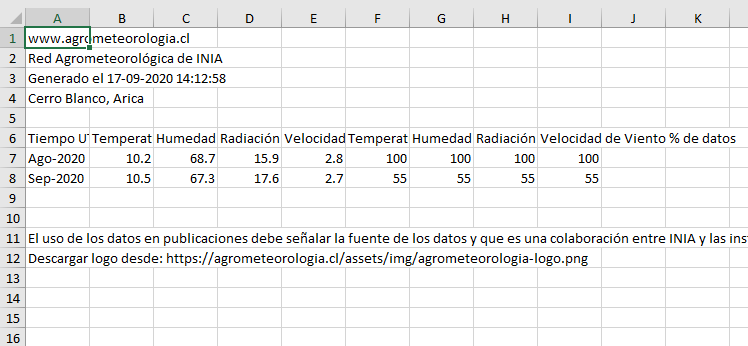 A B C D E F G H I J K
1 www.agrometeorologia.cl
2 Red Agrometeorológica de INIA
3 Generado el 17-09-2020 14:12:58
4 Cerro Blanco, Arica
5
6 Tiempo UT Temperat Humedad Radiación Velocidad Temperat Humedad Radiación Velocidad de Viento % de datos
7 Ago-2020 10.2 68.7 15.9 2.8 100 100 100 100
8 Sep-2020 10.5 67.3 17.6 2.7 55 55 55 55
9
10
11 El uso de los datos en publicaciones debe señalar la fuente de los datos y que es una colaboración entre INIA y las inst
12 Descargar logo desde: https://agrometeorologia.cl/assets/img/agrometeorologia-logo.png
13
14
15
16